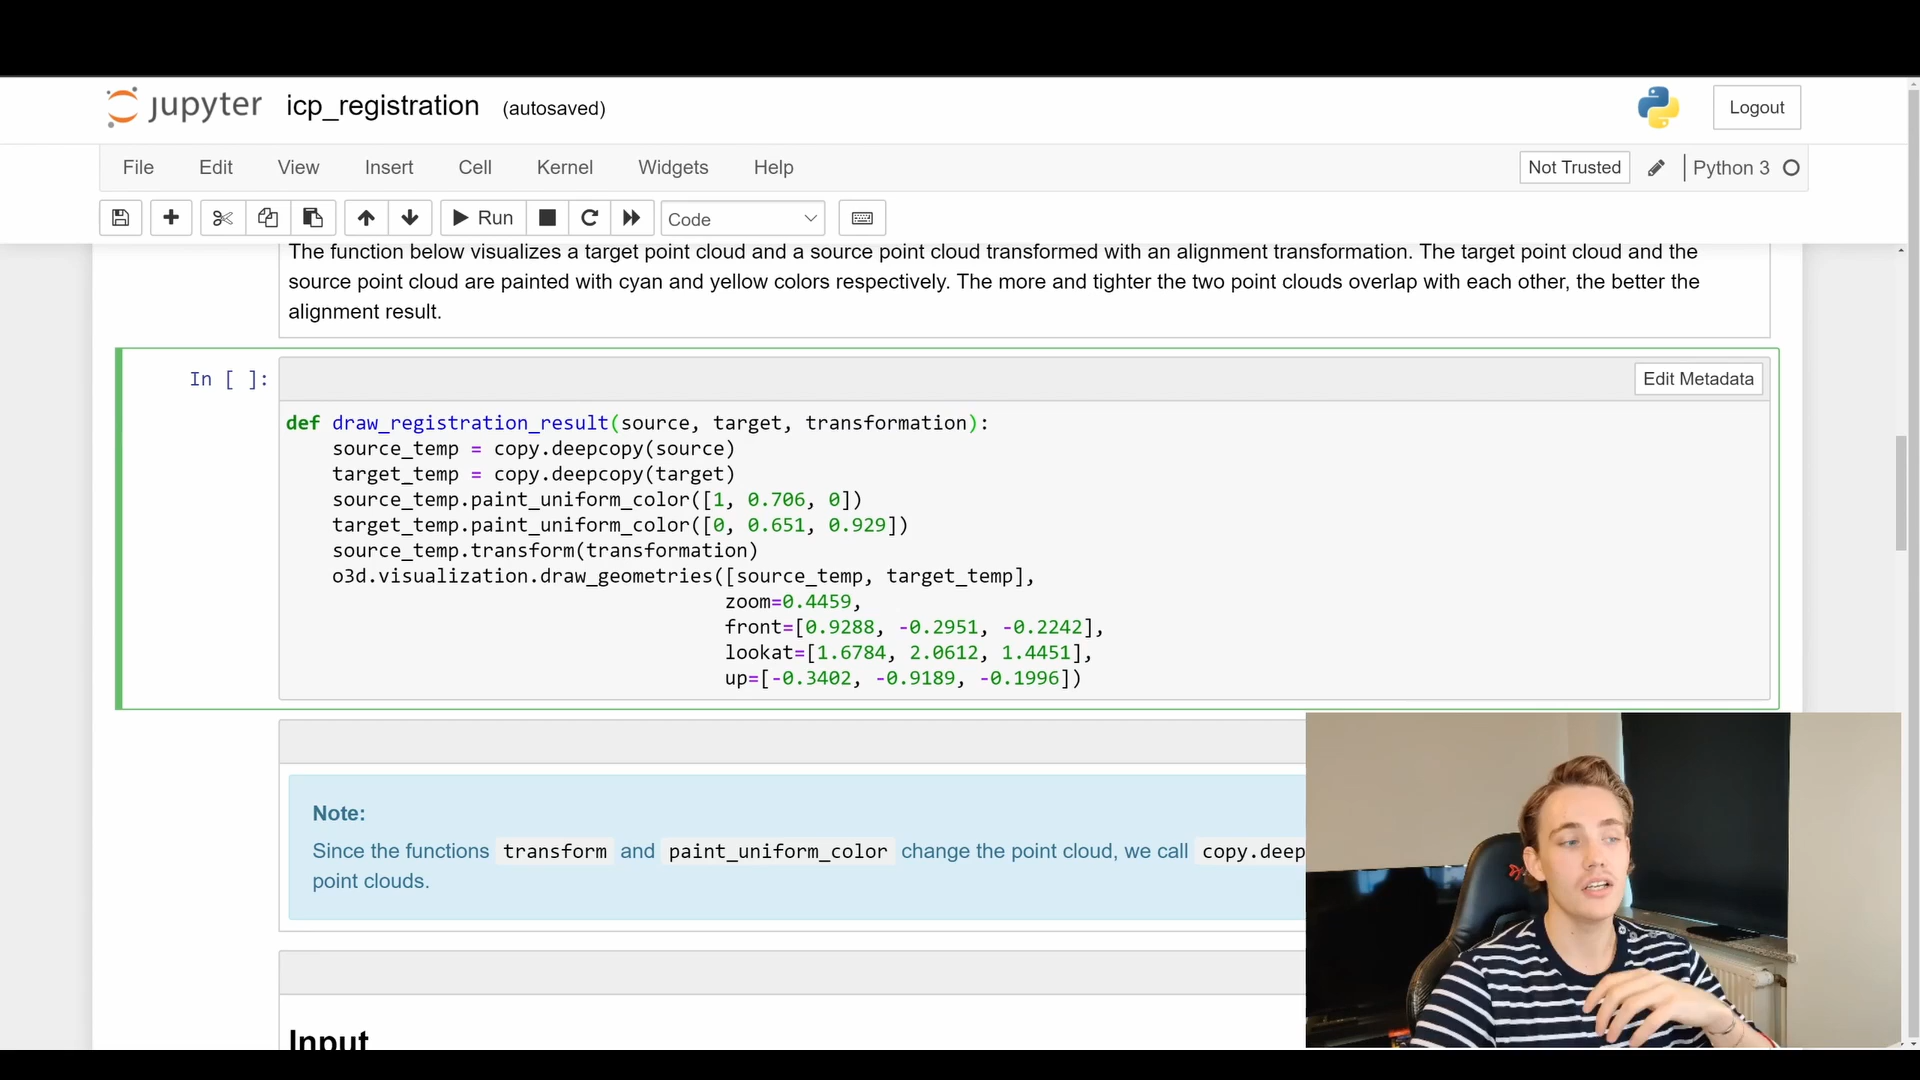 jupyter icp_registration (autosaved)
Logout
File Edit View Insert Cell Kernel Widgets Help
Not Trusted
Python 3
Run
Code
The function below visualizes a target point cloud and a source point cloud transformed with an alignment transformation. The target point cloud and the
source point cloud are painted with cyan and yellow colors respectively. The more and tighter the two point clouds overlap with each other, the better the
alignment result.
In [ ]:
Edit Metadata
def draw_registration_result(source, target, transformation):
    source_temp = copy.deepcopy(source)
    target_temp = copy.deepcopy(target)
    source_temp.paint_uniform_color([1, 0.706, 0])
    target_temp.paint_uniform_color([0, 0.651, 0.929])
    source_temp.transform(transformation)
    o3d.visualization.draw_geometries([source_temp, target_temp],
                                      zoom=0.4459,
                                      front=[0.9288, -0.2951, -0.2242],
                                      lookat=[1.6784, 2.0612, 1.4451],
                                      up=[-0.3402, -0.9189, -0.1996])
Note:
Since the functions transform and paint_uniform_color change the point cloud, we call copy.deep
point clouds.
Input